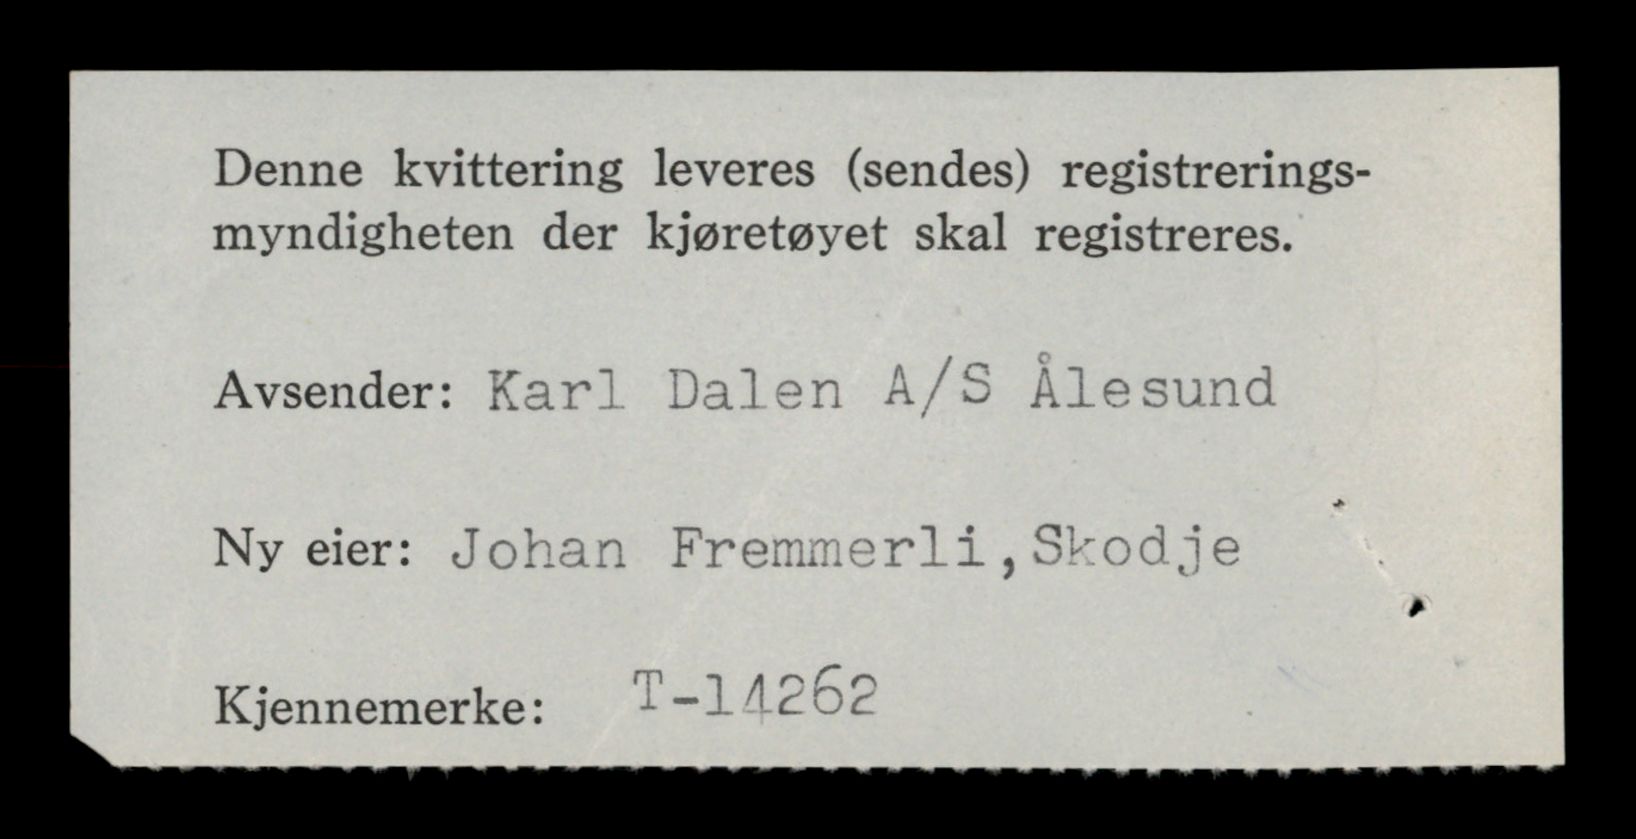 Denne kvittering leveres (sendes) registrerings-
myndigheten der kjøretøyet skal registreres.
Avsender: Karl Dalen A/S Ålesund
Ny eier: Johan Fremmerli, Skodje
Kjennemerke: T-14262